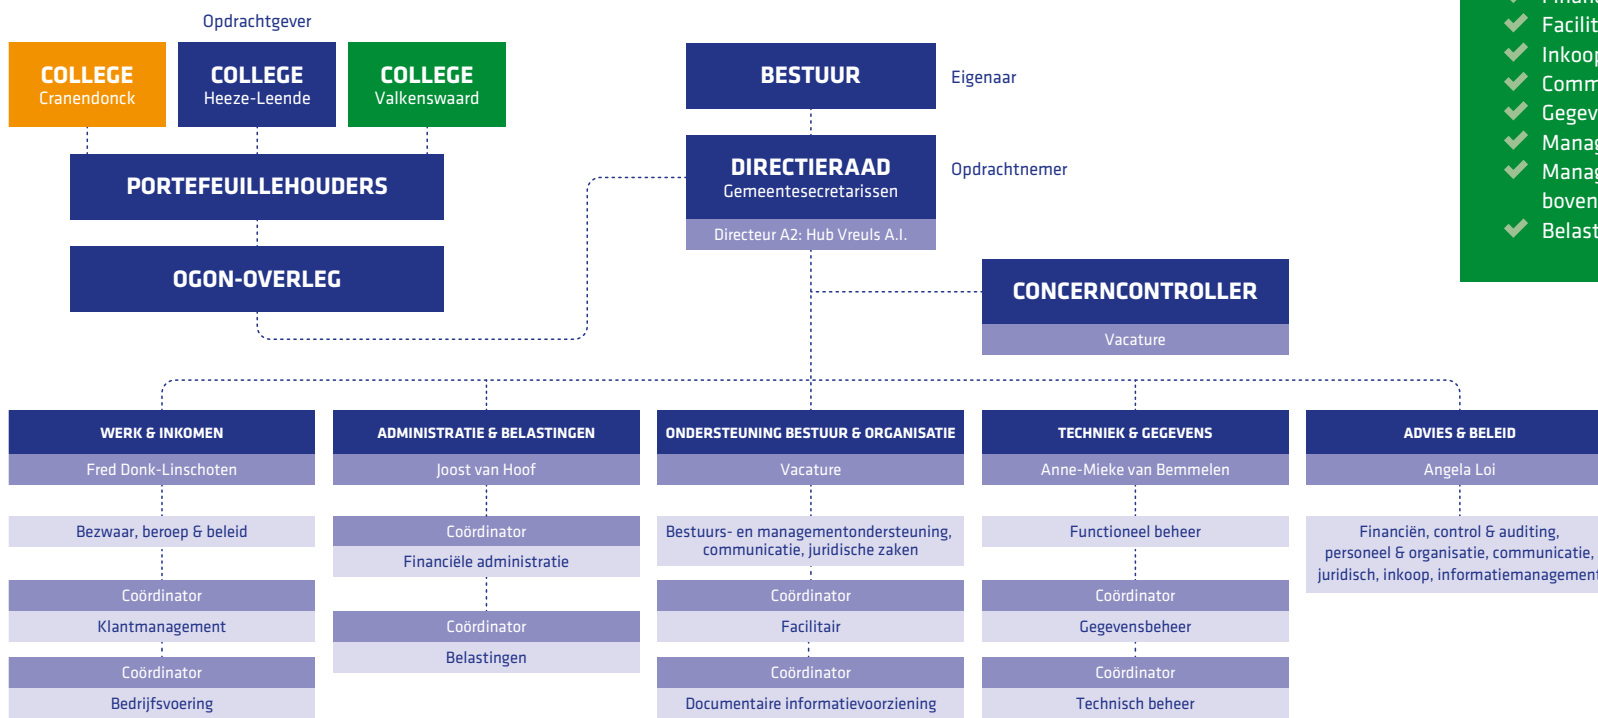 Opdrachtgever
COLLEGE
Cranendonck
COLLEGE
Heeze-Leende
COLLEGE
Valkenswaard
PORTEFEUILLEHOUDERS
OGON-OVERLEG
BESTUUR
Eigenaar
DIRECTIERAAD
Gemeentesecretarissen
Opdrachtnemer
Directeur A2: Hub Vreuls A.I.
CONCERNCONTROLLER
Vacature
WERK & INKOMEN
Fred Donk-Linschoten
Bezwaar, beroep & beleid
Coördinator
Klantmanagement
Coördinator
Bedrijfsvoering
ADMINISTRATIE & BELASTINGEN
Joost van Hoof
Coördinator
Financiële administratie
Coördinator
Belastingen
ONDERSTEUNING BESTUUR & ORGANISATIE
Vacature
Bestuurs- en managementondersteuning,
communicatie, juridische zaken
Coördinator
Facilitair
Coördinator
Documentaire informatievoorziening
TECHNIEK & GEGEVENS
Anne-Mieke van Bemmelen
Functioneel beheer
Coördinator
Gegevensbeheer
Coördinator
Technisch beheer
ADVIES & BELEID
Angela Loi
Financiën, control & auditing,
personeel & organisatie, communicatie,
juridisch, inkoop, informatiemanagement
Facilit
Inkoop
Comm
Gegev
Manag
Manag
boven
Belast